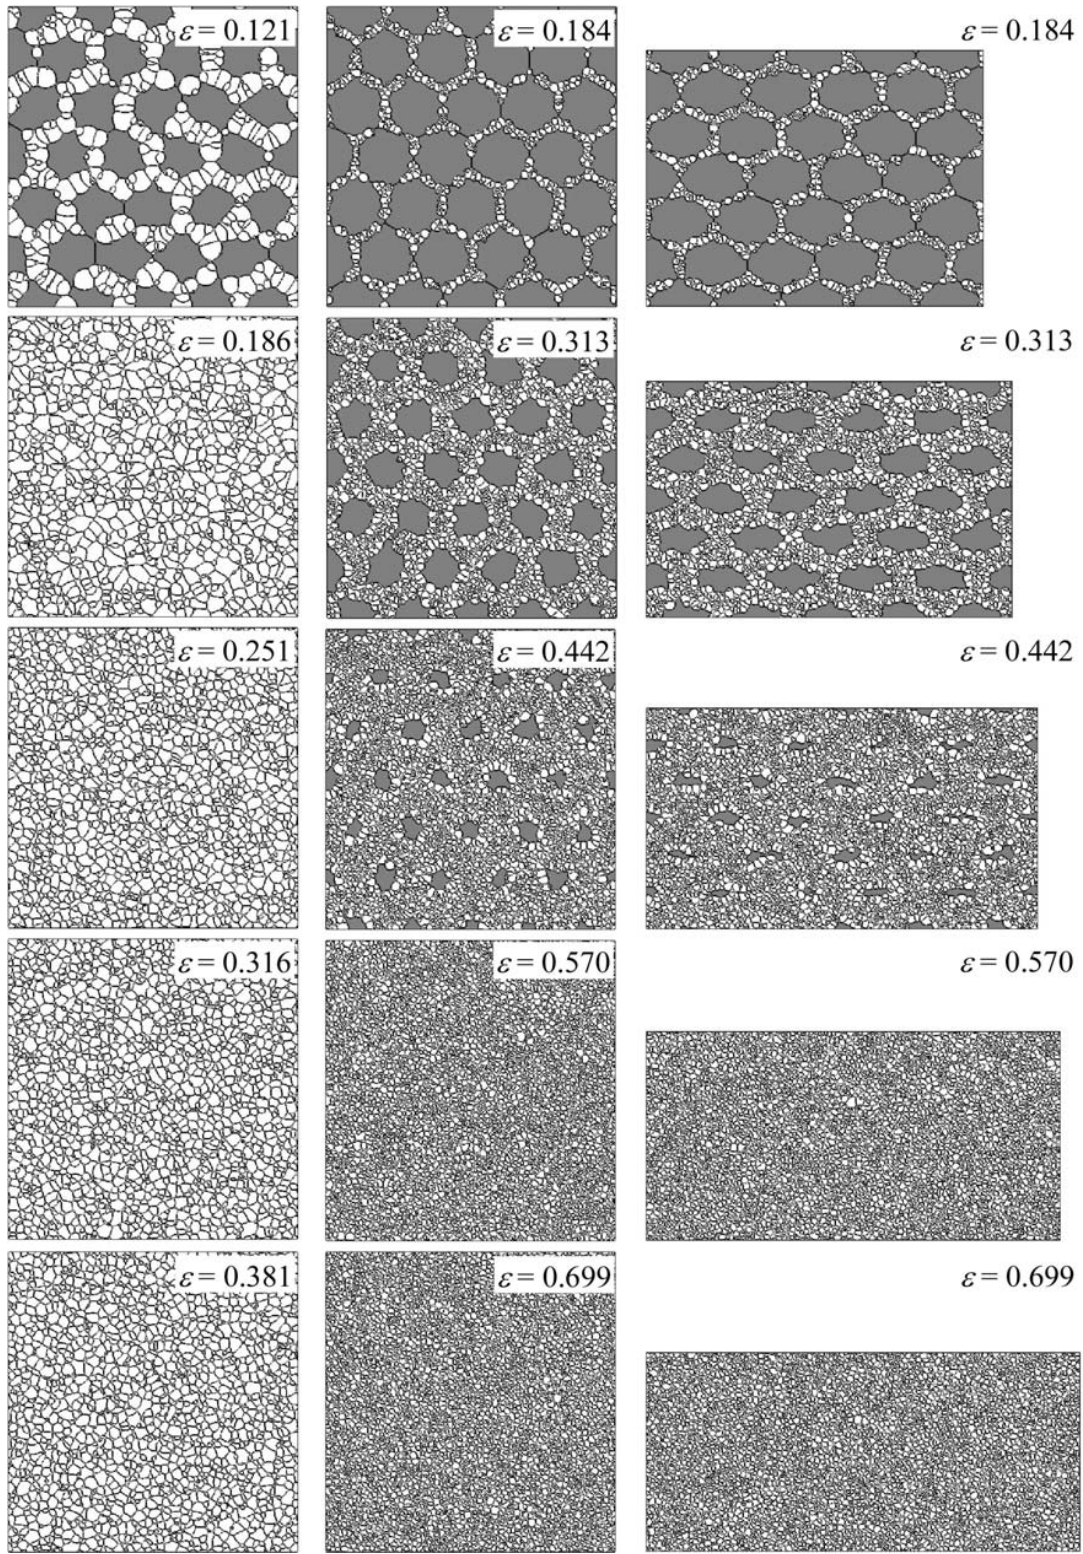 ε = 0.121
ε = 0.184
ε = 0.184
ε = 0.186
ε = 0.313
ε = 0.313
ε = 0.251
ε = 0.442
ε = 0.442
ε = 0.316
ε = 0.570
ε = 0.570
ε = 0.381
ε = 0.699
ε = 0.699